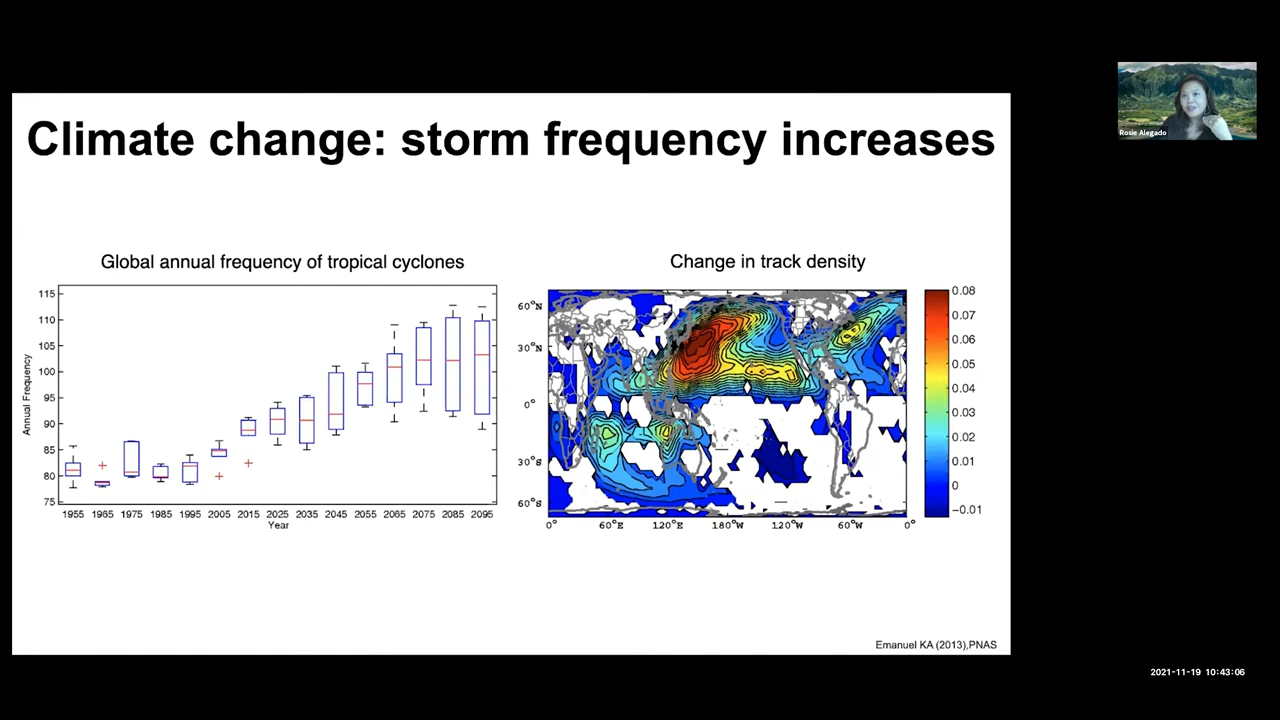 Climate change: storm frequency increases
Rosie Alegado
Global annual frequency of tropical cyclones
Change in track density
115
110
105
100
95
90
85
80
75
Annual Frequency
1955 1965 1975 1985 1995 2005 2015 2025 2035 2045 2055 2065 2075 2085 2095
Year
60°N
30°N
0°
30°S
60°S
0° 60°E 120°E 180°W 120°W 60°W 0°
0.08
0.07
0.06
0.05
0.04
0.03
0.02
0.01
0
−0.01
Emanuel KA (2013),PNAS
2021-11-19 10:43:06